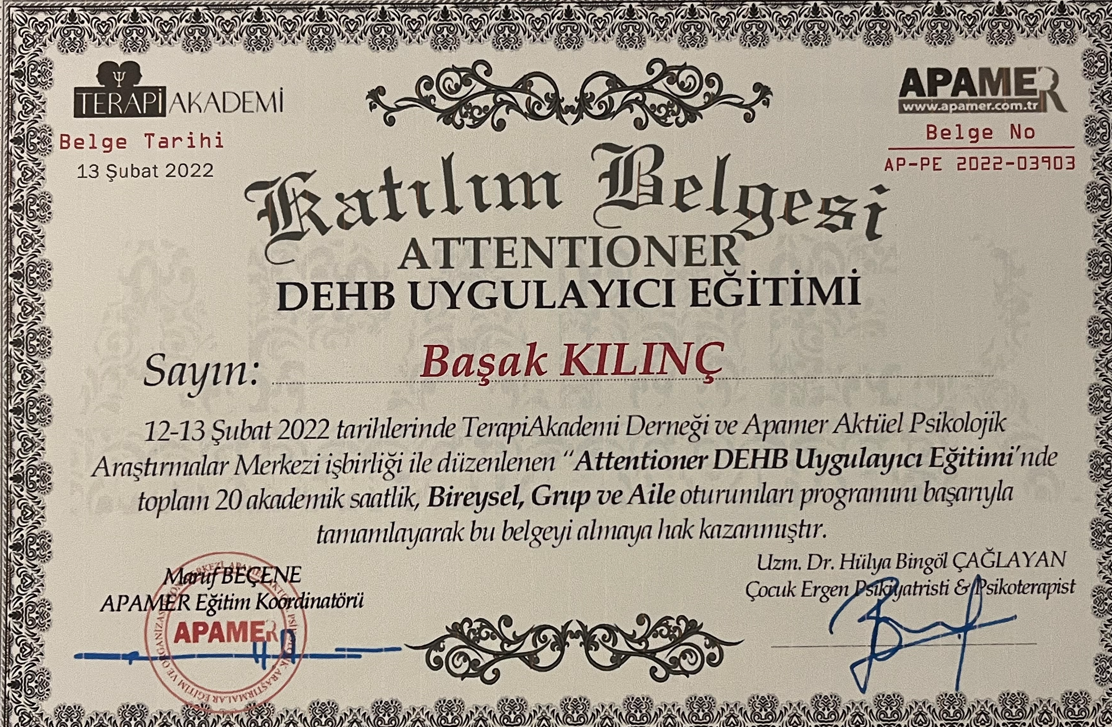 TERAPİ AKADEMİ
Belge Tarihi
13 Şubat 2022
APAMER
www.apamer.com.tr
Belge No
AP-PE 2022-03903
Katılım Belgesi
ATTENTIONER
DEHB UYGULAYICI EĞİTİMİ
Sayın: Başak KILINÇ
12-13 Şubat 2022 tarihlerinde TerapiAkademi Derneği ve Apamer Aktüel Psikolojik
Araştırmalar Merkezi işbirliği ile düzenlenen “Attentioner DEHB Uygulayıcı Eğitimi'nde
toplam 20 akademik saatlik, Bireysel, Grup ve Aile oturumları programını başarıyla
tamamlayarak bu belgeyi almaya hak kazanmıştır.
Maruf BEÇENE
APAMER Eğitim Koordinatörü
APAMER
Uzm. Dr. Hülya Bingöl ÇAĞLAYAN
Çocuk Ergen Psikiyatristi & Psikoterapist